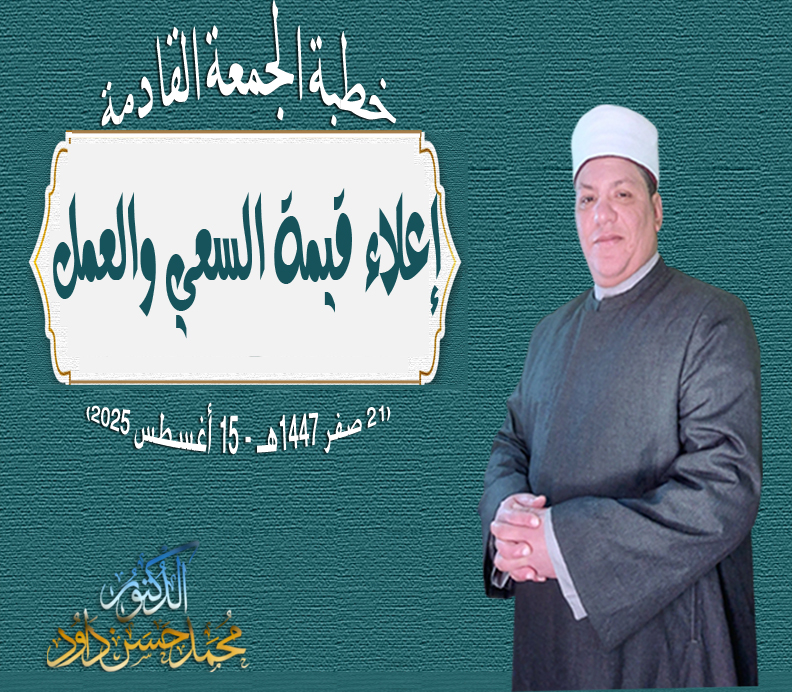 خطبة الجمعة القادمة
إعلاء قيمة السعي والعمل
(21 صفر 1447هـ - 15 أغسطس 2025)
الدكتور
محمد حسن داود